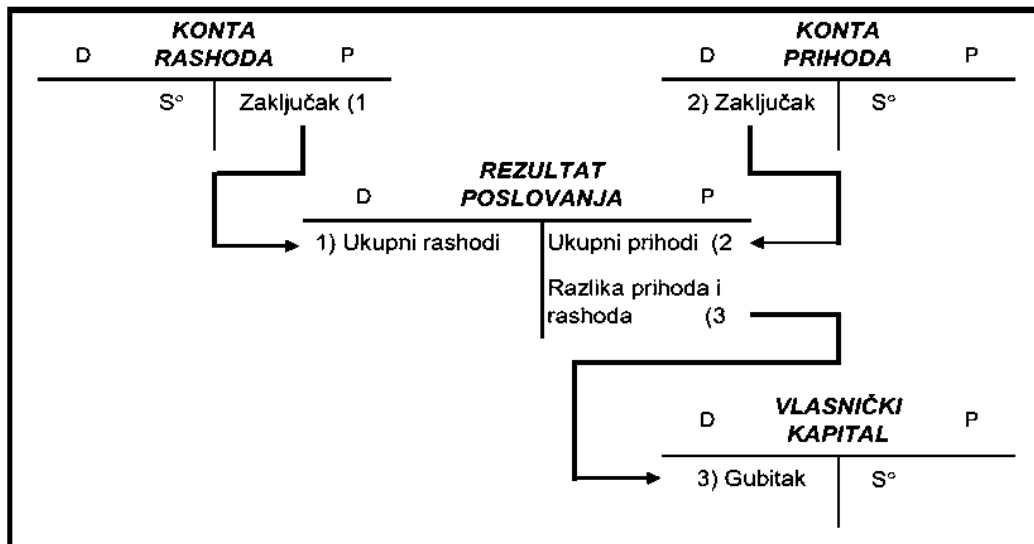 KONTA
RASHODA
D P
S° Zaključak (1
KONTA
PRIHODA
D P
2) Zaključak S°
REZULTAT
POSLOVANJA
D P
1) Ukupni rashodi Ukupni prihodi (2
Razlika prihoda i
rashoda (3
VLASNIČKI
KAPITAL
D P
3) Gubitak S°